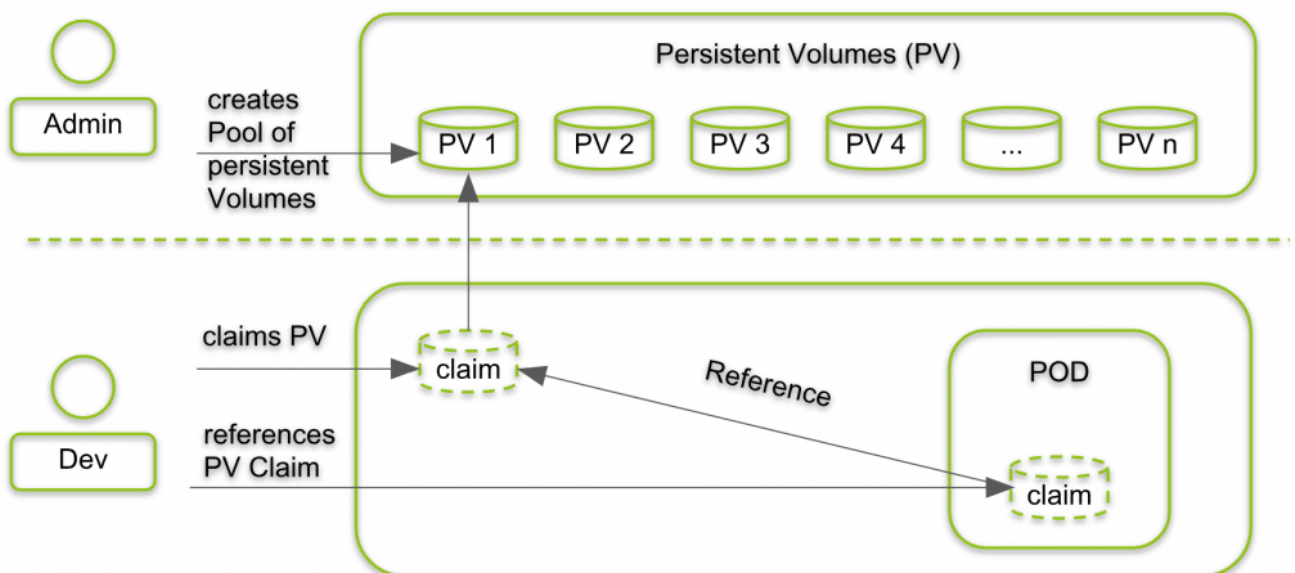 Persistent Volumes (PV)
Admin
creates
Pool of
persistent
Volumes
PV 1
PV 2
PV 3
PV 4
...
PV n
claims PV
claim
Reference
POD
Dev
references
PV Claim
claim